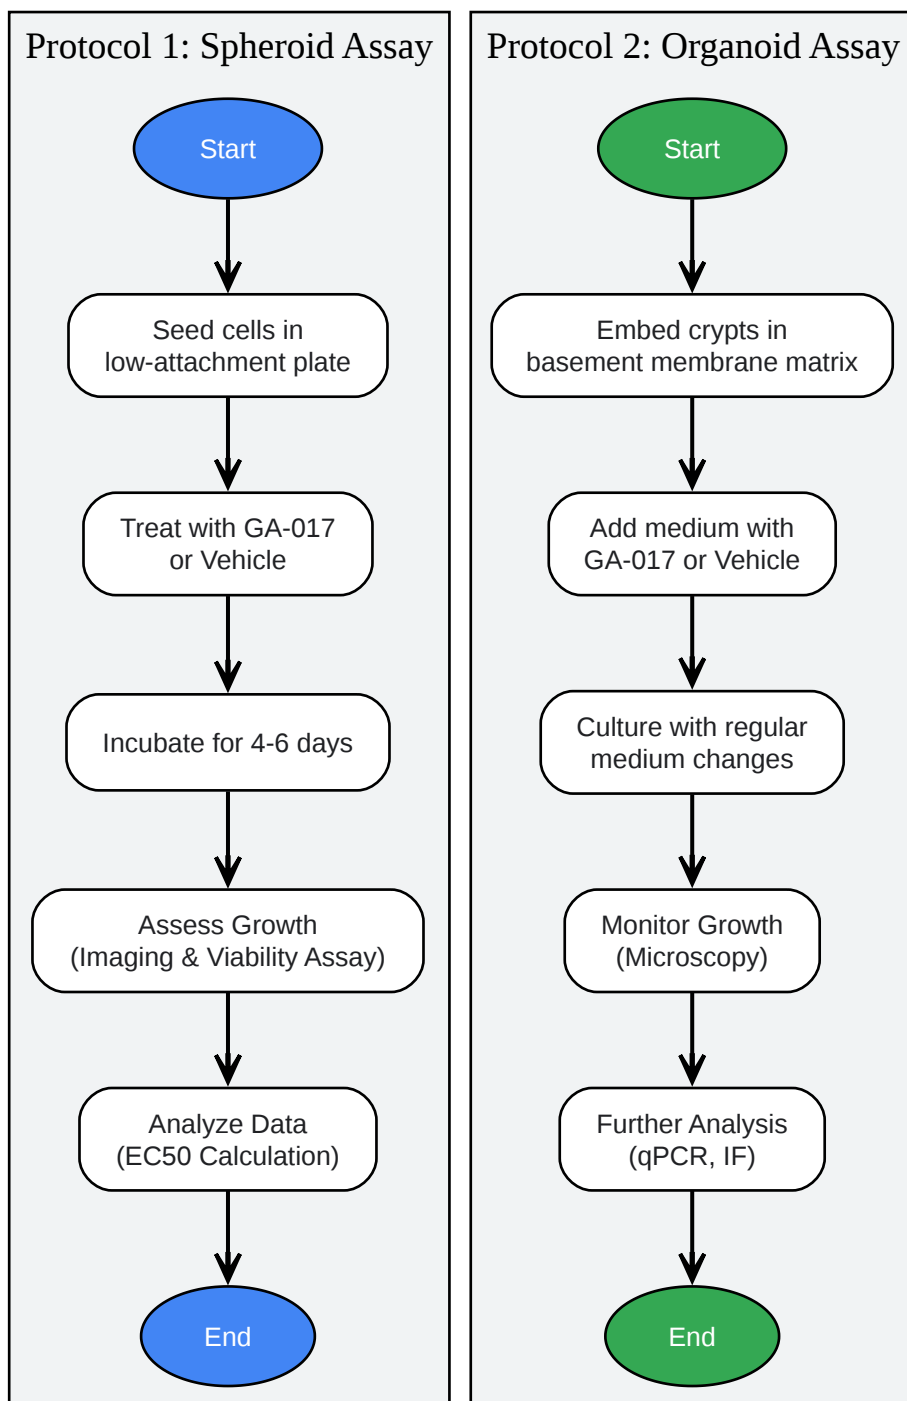 Protocol 1: Spheroid Assay
Start
Seed cells in
low-attachment plate
Treat with GA-017
or Vehicle
Incubate for 4-6 days
Assess Growth
(Imaging & Viability Assay)
Analyze Data
(EC50 Calculation)
End
Protocol 2: Organoid Assay
Start
Embed crypts in
basement membrane matrix
Add medium with
GA-017 or Vehicle
Culture with regular
medium changes
Monitor Growth
(Microscopy)
Further Analysis
(qPCR, IF)
End